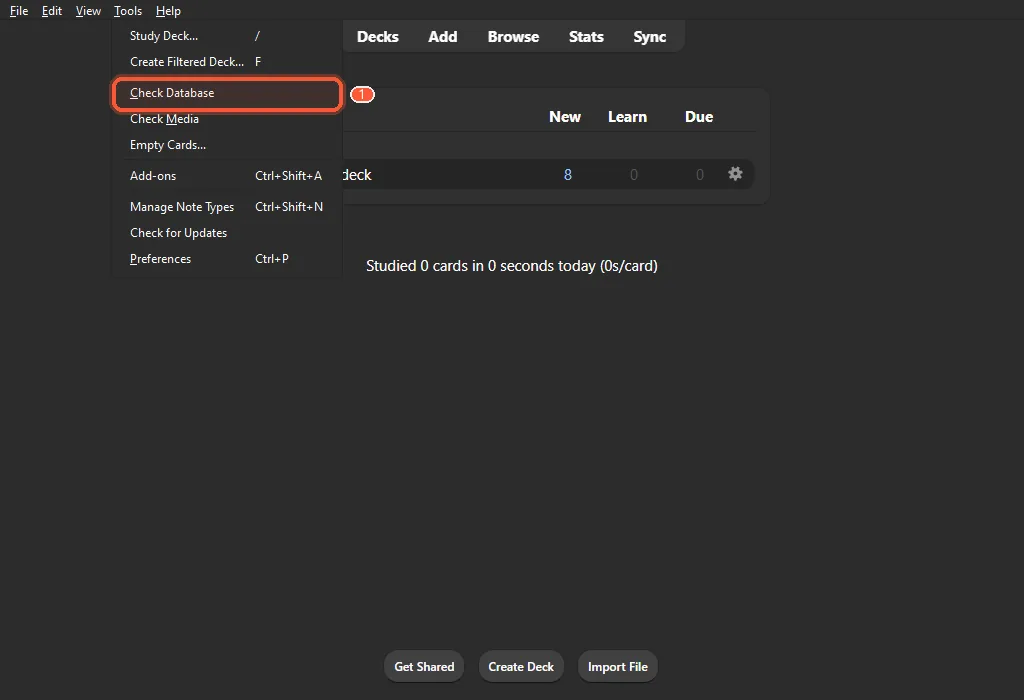 File Edit View Tools Help
Study Deck... /
Create Filtered Deck... F
Check Database
Check Media
Empty Cards...
Add-ons Ctrl+Shift+A
Manage Note Types Ctrl+Shift+N
Check for Updates
Preferences Ctrl+P
1
Decks Add Browse Stats Sync
New Learn Due
deck 8 0 0
Studied 0 cards in 0 seconds today (0s/card)
Get Shared Create Deck Import File